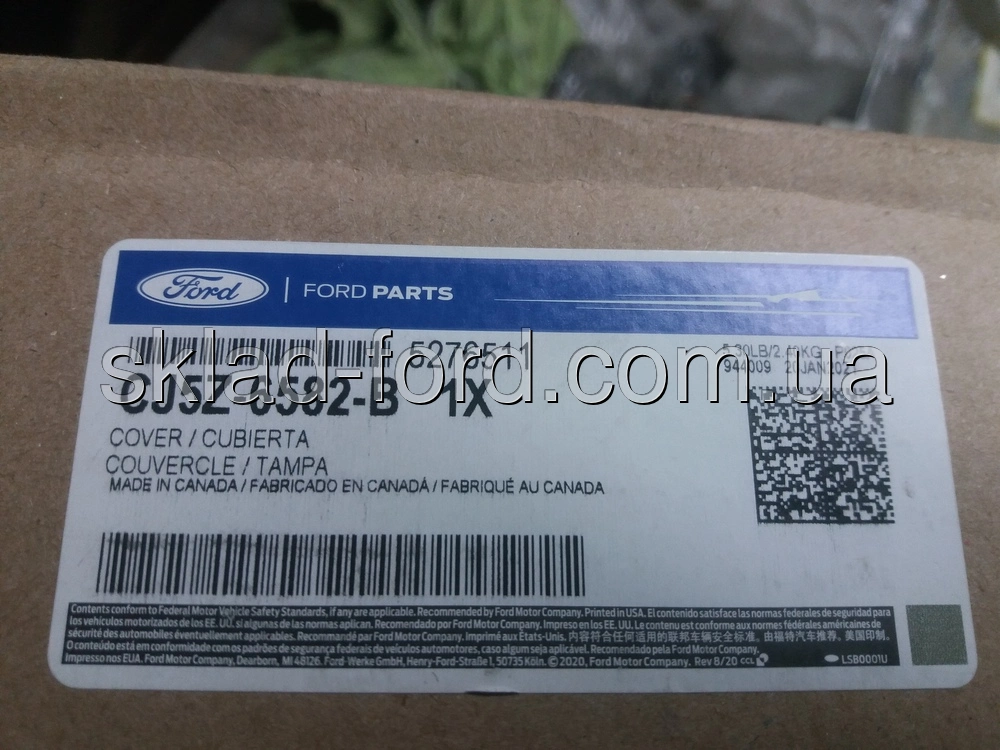 Ford | FORD PARTS
5276511
944009
sklad-ford.com.ua
CJ5Z-6582-B 1X
COVER / CUBIERTA
COUVERCLE / TAMPA
MADE IN CANADA / FABRICADO EN CANADÁ / FABRIQUÉ AU CANADA
Contents conform to Federal Motor Vehicle Safety Standards, if any are applicable. Recommended by Ford Motor Company. Printed in USA. El contenido satisface las normas federales de seguridad para
los vehículos motorizados de los EE. UU. si algunas de las normas aplican. Recomendado por Ford Motor Company. Impreso en los EE. UU. Le contenu est conforme aux normes fédérales américaines de
sécurité des automobiles éventuellement applicables. Recommandé par Ford Motor Company. Imprimé aux États-Unis. 内容符合任何适用的联邦车辆安全标准。由福特汽车推荐。美国印制。
O conteúdo está em conformidade com os padrões de segurança federais de veículos automotores, caso algum seja aplicável. Recomendado pela Ford Motor Company.
Impresso nos EUA. Ford Motor Company, Dearborn, MI 48126. Ford-Werke GmbH, Henry-Ford-Straße 1, 50735 Köln. © 2020, Ford Motor Company. Rev 8/20 CCL
LSB0001U